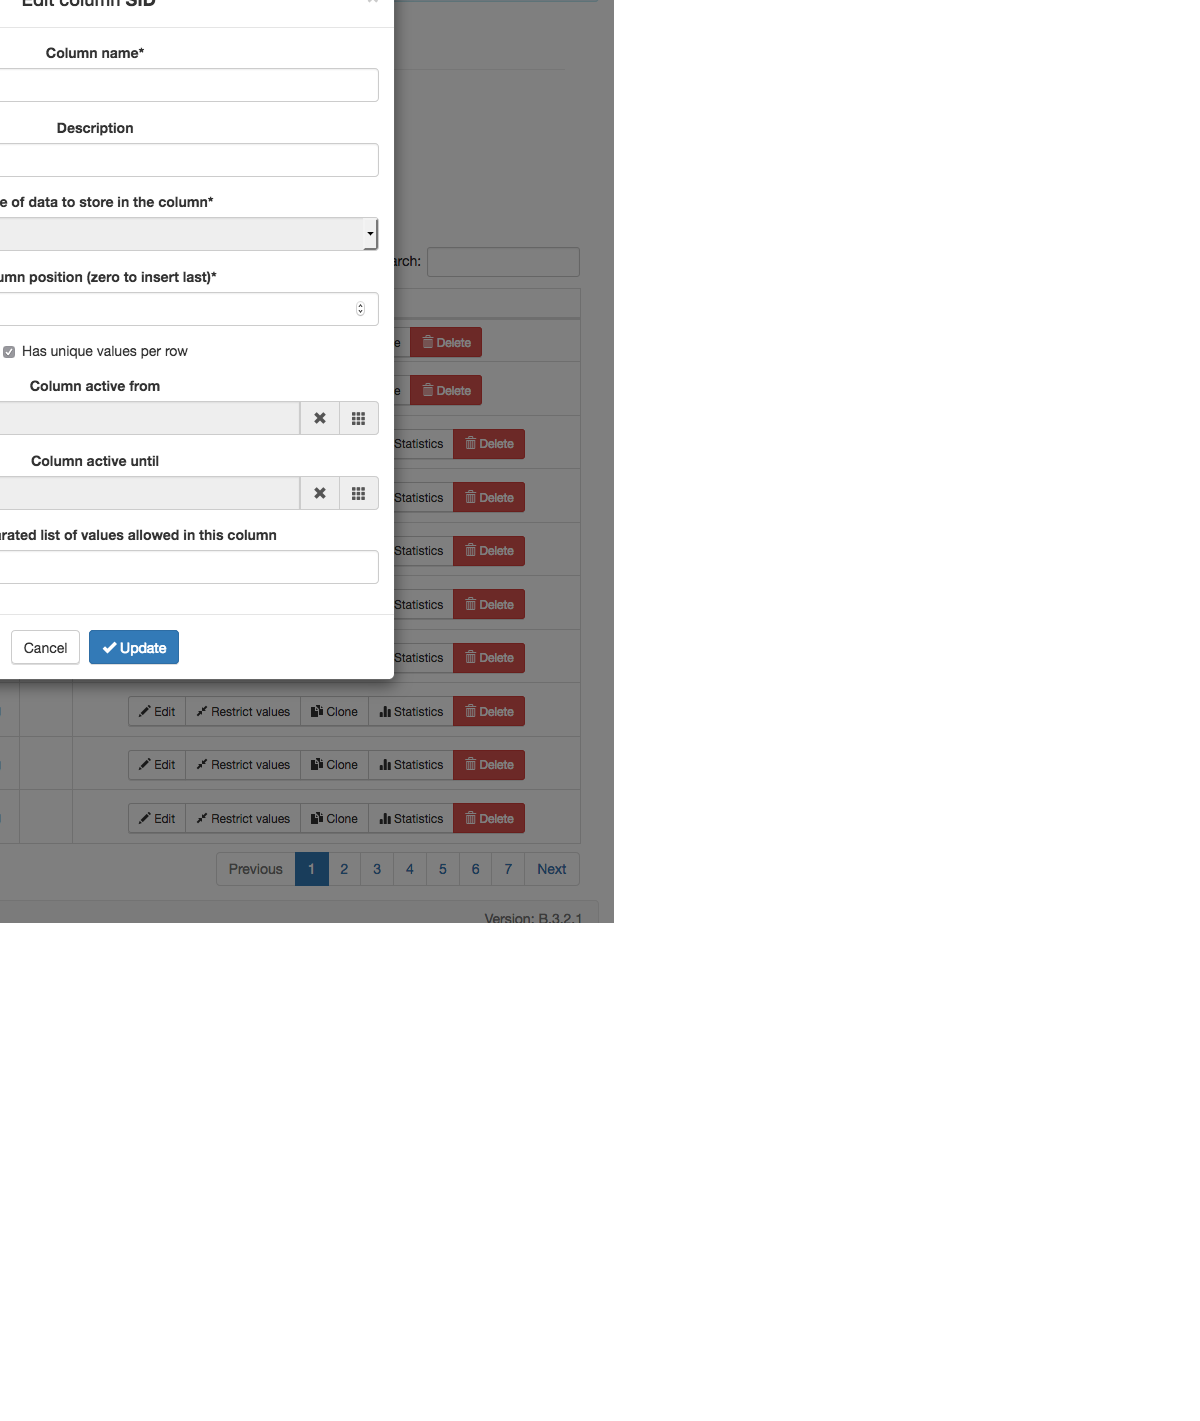 Edit column SID
Column name*
Description
e of data to store in the column*
arch:
umn position (zero to insert last)*
e Delete
Has unique values per row
Column active from
e Delete
Statistics Delete
Column active until
Statistics Delete
rated list of values allowed in this column
Statistics Delete
Statistics Delete
Cancel Update
Statistics Delete
Edit Restrict values Clone Statistics Delete
Edit Restrict values Clone Statistics Delete
Edit Restrict values Clone Statistics Delete
Previous 1 2 3 4 5 6 7 Next
Version: B.3.2.1